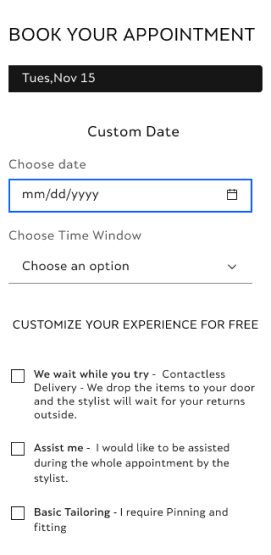 BOOK YOUR APPOINTMENT
Tues,Nov 15
Custom Date
Choose date
mm/dd/yyyy
Choose Time Window
Choose an option
CUSTOMIZE YOUR EXPERIENCE FOR FREE
We wait while you try - Contactless
Delivery - We drop the items to your door
and the stylist will wait for your returns
outside.
Assist me - I would like to be assisted
during the whole appointment by the
stylist.
Basic Tailoring - I require Pinning and
fitting